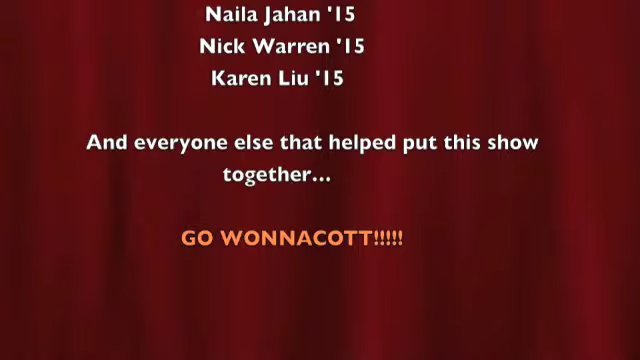 Naila Jahan '15
Nick Warren '15
Karen Liu '15
And everyone else that helped put this show
together...
GO WONNACOTT!!!!!